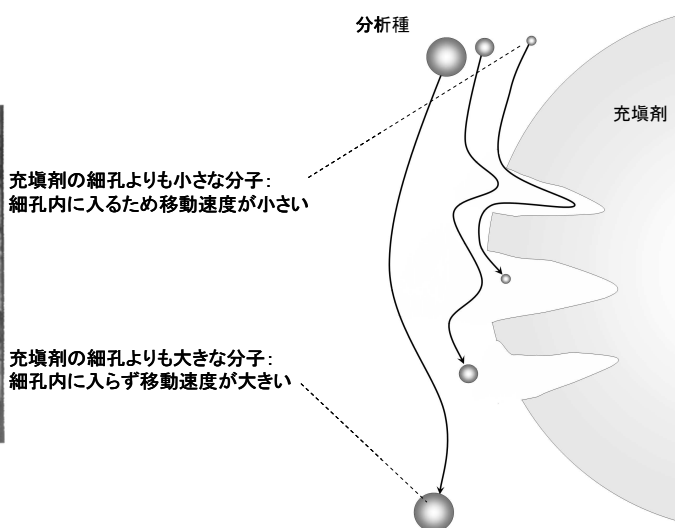 分析種
充塡剤
充塡剤の細孔よりも小さな分子：
細孔内に入るため移動速度が小さい
充塡剤の細孔よりも大きな分子：
細孔内に入らず移動速度が大きい